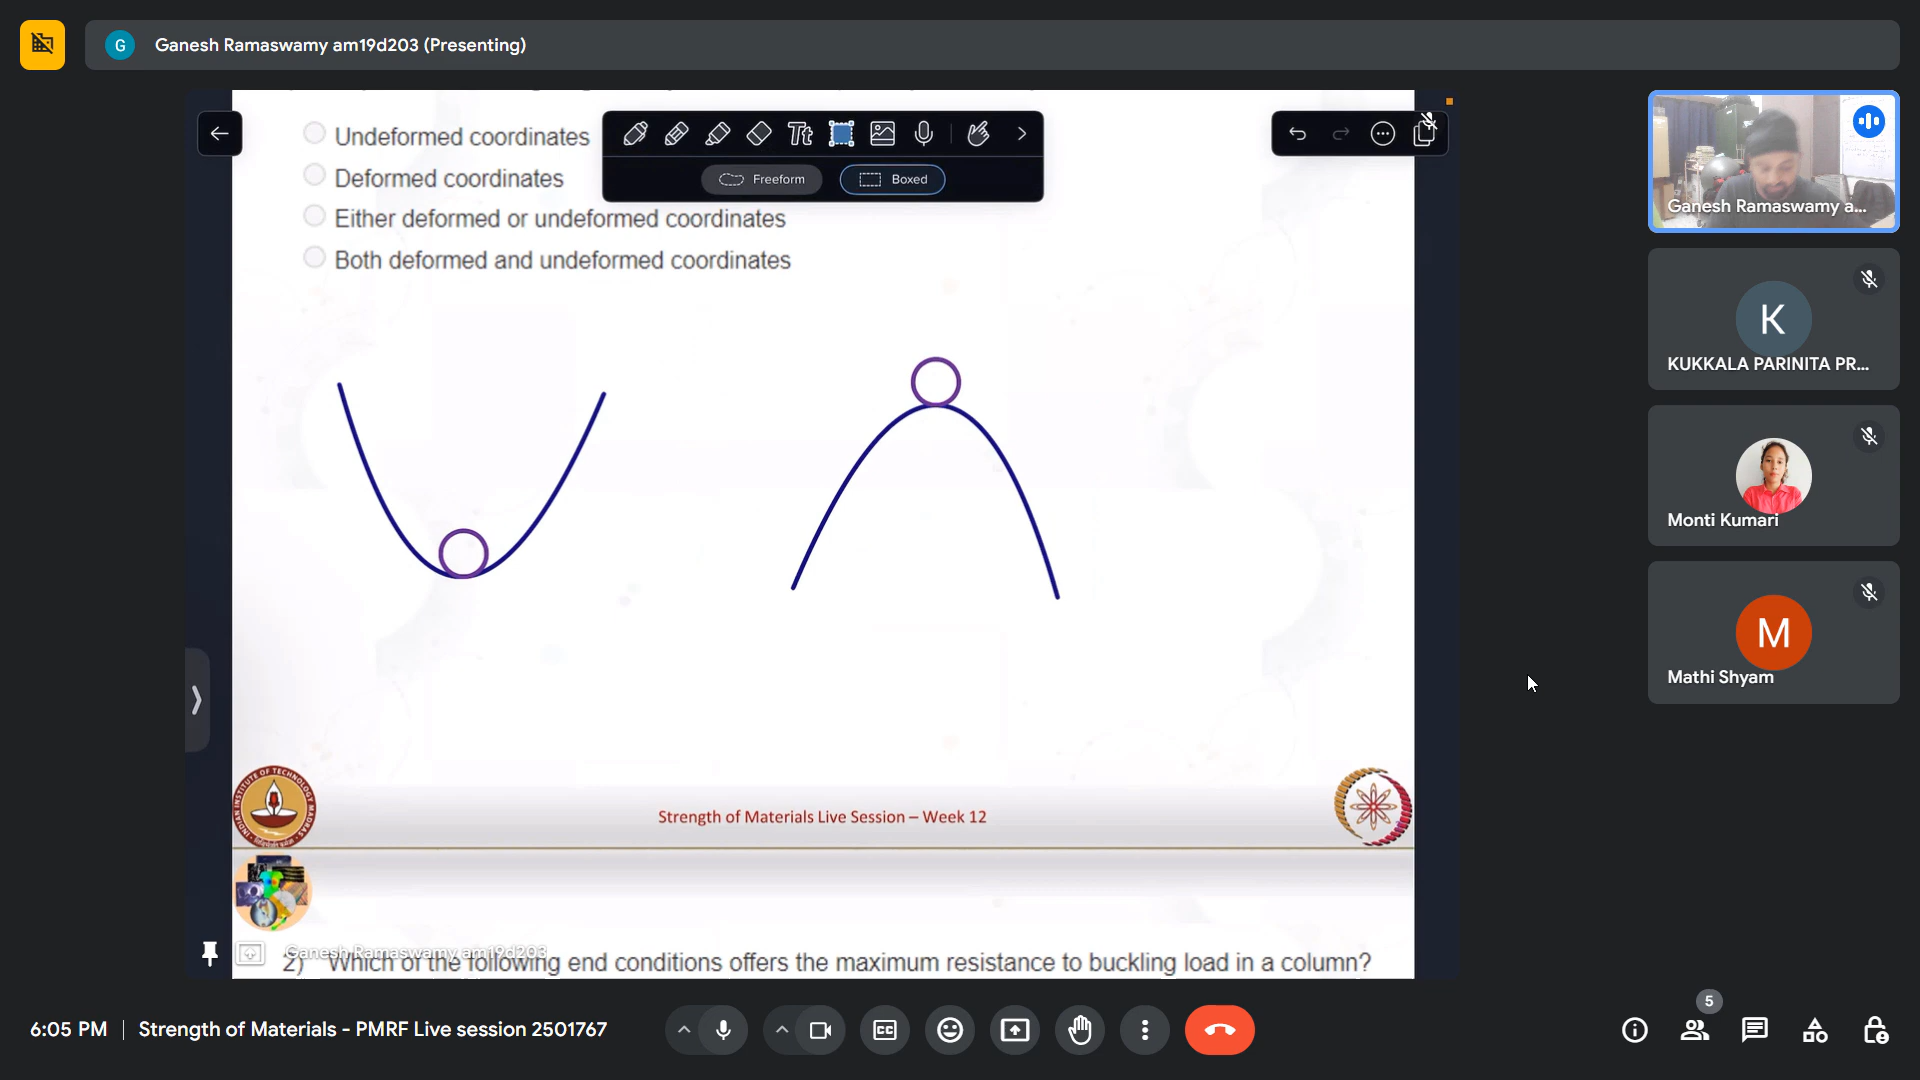 G Ganesh Ramaswamy am19d203 (Presenting)
Undeformed coordinates
Deformed coordinates
Either deformed or undeformed coordinates
Both deformed and undeformed coordinates
Tt
Freeform
Boxed
Strength of Materials Live Session – Week 12
Ganesh Ramaswamy am19d203
2) Which of the following end conditions offers the maximum resistance to buckling load in a column?
Ganesh Ramaswamy a...
K
KUKKALA PARINITA PR...
Monti Kumari
M
Mathi Shyam
6:05 PM | Strength of Materials - PMRF Live session 2501767
CC
5